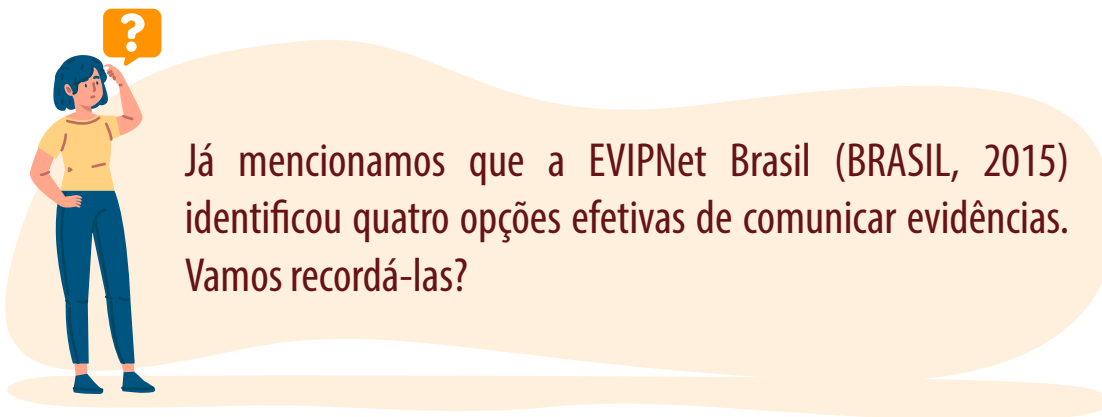 ?
Já mencionamos que a EVIPNet Brasil (BRASIL, 2015)
identificou quatro opções efetivas de comunicar evidências.
Vamos recordá-las?